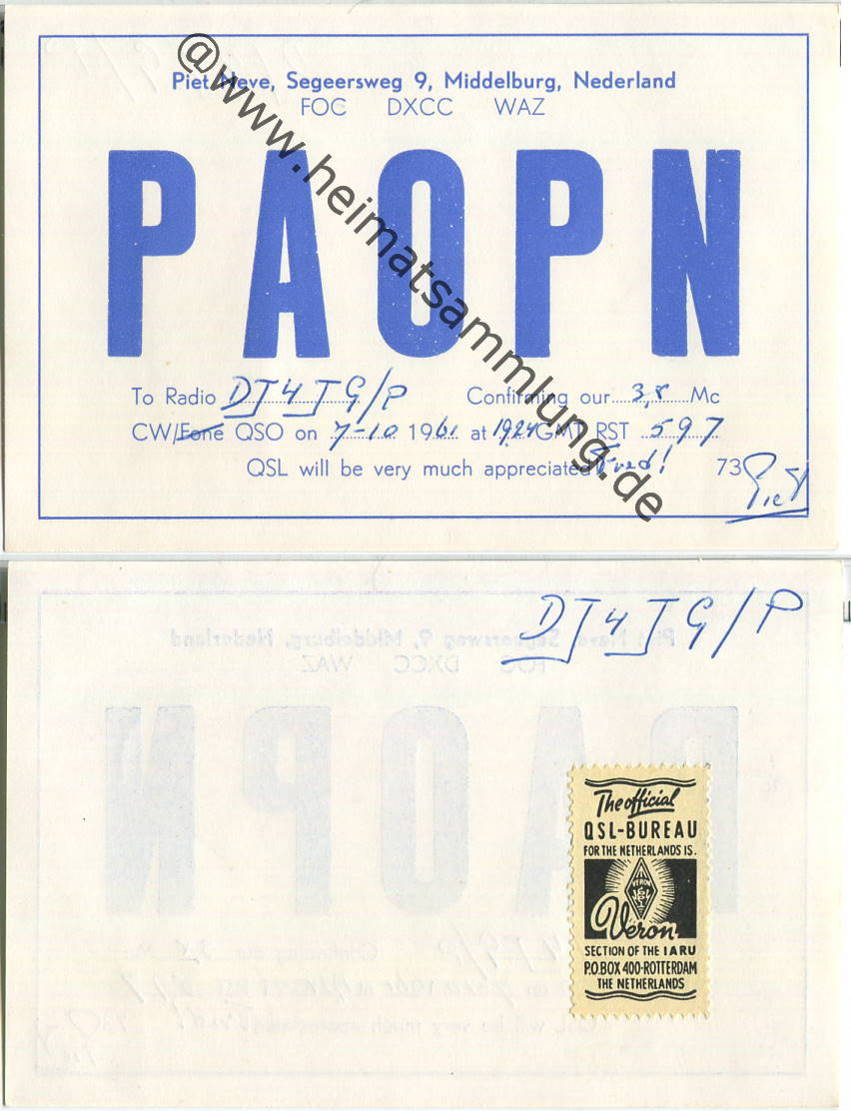 Piet Neve, Segeersweg 9, Middelburg, Nederland
FOC DXCC WAZ
PAOPN
To Radio DJ4JG/P Confirming our 3,8 Mc
CW/Fone QSO on 7-10 1961 at 1924 GMT RST 597
QSL will be very much appreciated 73 Piet
@www.heimatsammlung.de
DJ4JG/P
The official
QSL-BUREAU
FOR THE NETHERLANDS IS.
Veron
SECTION OF THE IARU
P.O.BOX 400-ROTTERDAM
THE NETHERLANDS